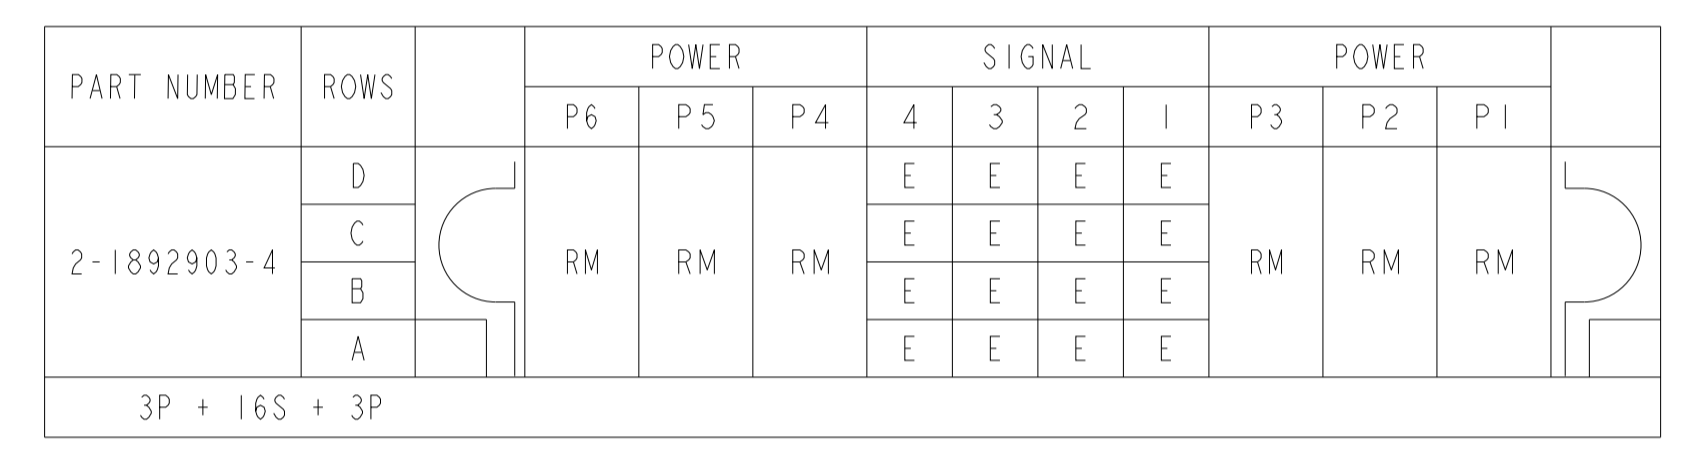 PART NUMBER ROWS POWER SIGNAL POWER
P6 P5 P4 4 3 2 1 P3 P2 P1
D E E E E
C E E E E
2-1892903-4 RM RM RM RM RM RM
B E E E E
A E E E E
3P + 16S + 3P